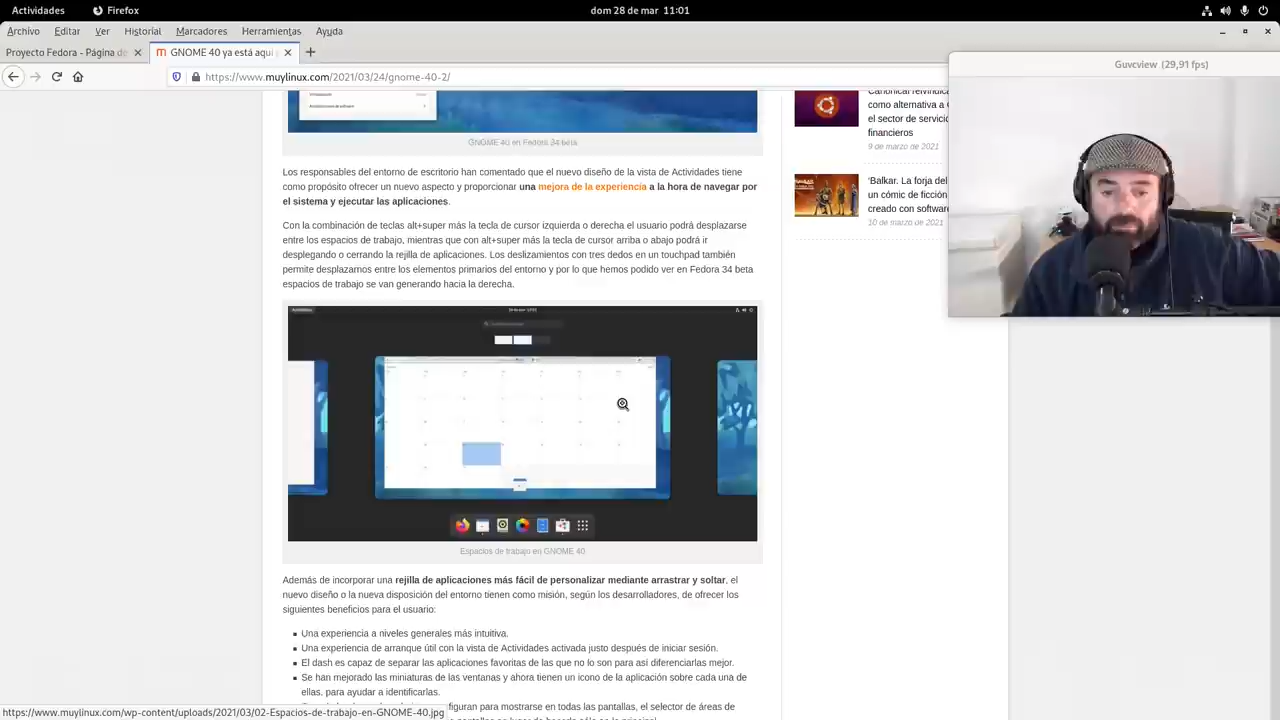 Actividades
Firefox
dom 28 de mar 11:01
Archivo
Editar
Ver
Historial
Marcadores
Herramientas
Ayuda
Proyecto Fedora - Página de
GNOME 40 ya está aquí
https://www.muylinux.com/2021/03/24/gnome-40-2/
Guvcview (29,91 fps)
GNOME 40 en Fedora 34 beta
Los responsables del entorno de escritorio han comentado que el nuevo diseño de la vista de Actividades tiene
como propósito ofrecer un nuevo aspecto y proporcionar una mejora de la experiencia a la hora de navegar por
el sistema y ejecutar las aplicaciones.
Con la combinación de teclas alt+super más la tecla de cursor izquierda o derecha el usuario podrá desplazarse
entre los espacios de trabajo, mientras que con alt+super más la tecla de cursor arriba o abajo podrá ir
desplegando o cerrando la rejilla de aplicaciones. Los deslizamientos con tres dedos en un touchpad también
permite desplazarnos entre los elementos primarios del entorno y por lo que hemos podido ver en Fedora 34 beta
espacios de trabajo se van generando hacia la derecha.
Espacios de trabajo en GNOME 40
Además de incorporar una rejilla de aplicaciones más fácil de personalizar mediante arrastrar y soltar, el
nuevo diseño o la nueva disposición del entorno tienen como misión, según los desarrolladores, de ofrecer los
siguientes beneficios para el usuario:
Una experiencia a niveles generales más intuitiva.
Una experiencia de arranque útil con la vista de Actividades activada justo después de iniciar sesión.
El dash es capaz de separar las aplicaciones favoritas de las que no lo son para así diferenciarlas mejor.
Se han mejorado las miniaturas de las ventanas y ahora tienen un icono de la aplicación sobre cada una de
ellas, para ayudar a identificarlas.
figuran para mostrarse en todas las pantallas, el selector de áreas de
Canonical reivindica
como alternativa a
el sector de servicio
financieros
9 de marzo de 2021
'Balkar. La forja del
un cómic de ficción
creado con software
10 de marzo de 2021
https://www.muylinux.com/wp-content/uploads/2021/03/02-Espacios-de-trabajo-en-GNOME-40.jpg